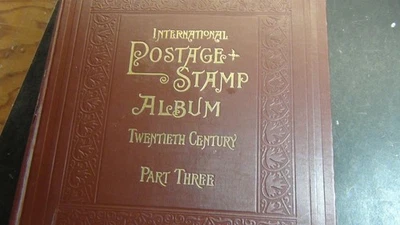 INTERNATIONAL
POSTAGE +
STAMP
ALBUM
TWENTIETH CENTURY
PART THREE